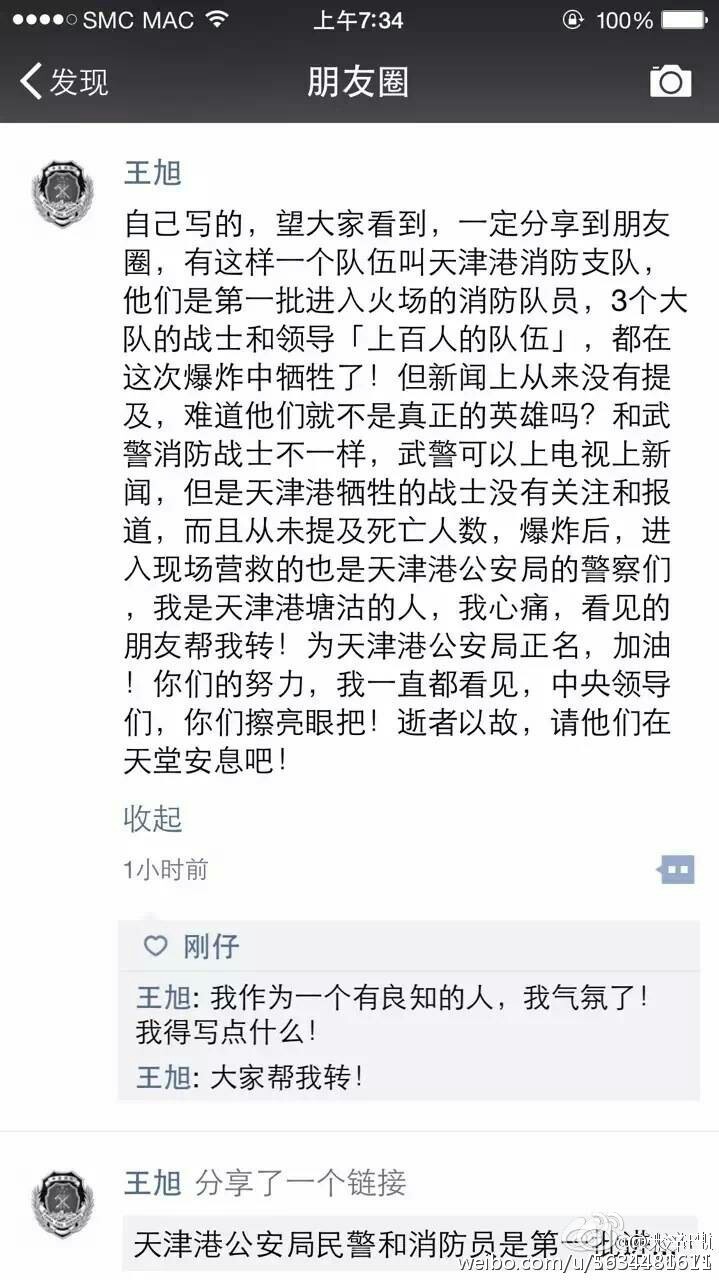 SMC MAC 上午7:34 100%
发现 朋友圈
王旭
自己写的，望大家看到，一定分享到朋友
圈，有这样一个队伍叫天津港消防支队，
他们是第一批进入火场的消防队员，3个大
队的战士和领导「上百人的队伍」，都在
这次爆炸中牺牲了！但新闻上从来没有提
及，难道他们就不是真正的英雄吗？和武
警消防战士不一样，武警可以上电视上新
闻，但是天津港牺牲的战士没有关注和报
道，而且从未提及死亡人数，爆炸后，进
入现场营救的也是天津港公安局的警察们
，我是天津港塘沽的人，我心痛，看见的
朋友帮我转！为天津港公安局正名，加油
！你们的努力，我一直都看见，中央领导
们，你们擦亮眼把！逝者以故，请他们在
天堂安息吧！
收起
1小时前
刚仔
王旭: 我作为一个有良知的人，我气氛了！
我得写点什么！
王旭: 大家帮我转！
王旭 分享了一个链接
天津港公安局民警和消防员是第一批进...
weibo.com/u/5634481611